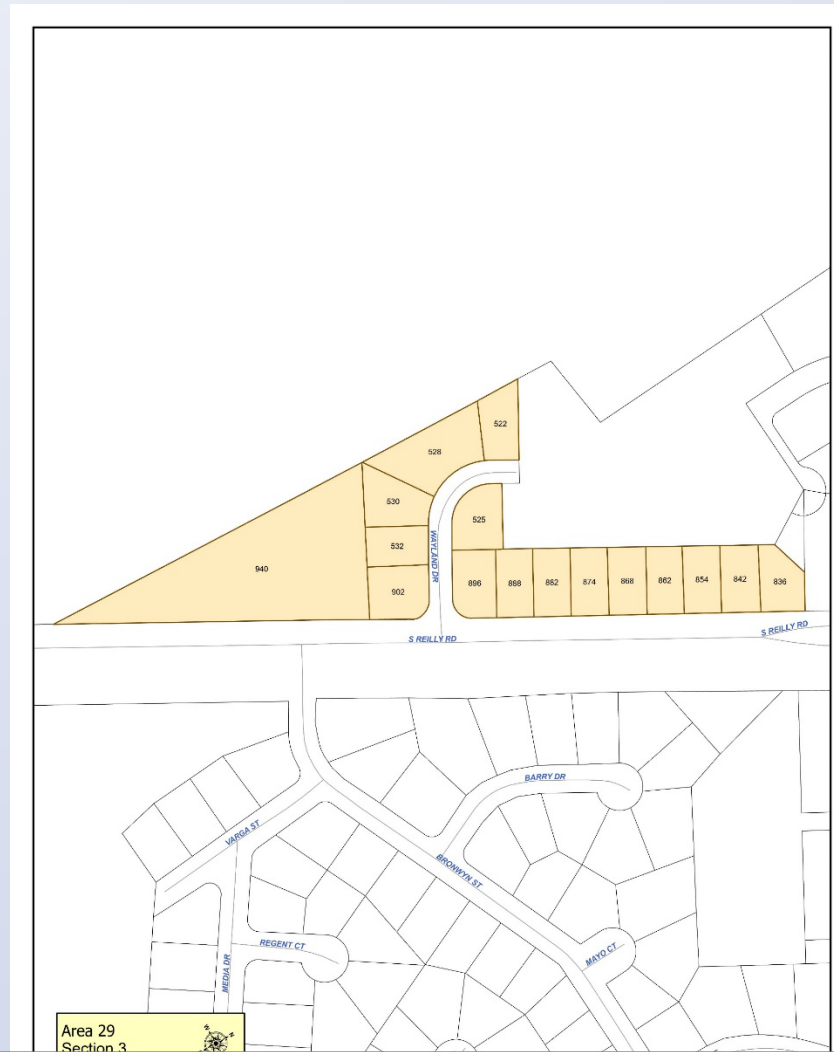 522
528
530
525
532
940
902
896
888
882
874
868
862
854
842
836
WAYLAND DR
S REILLY RD
S REILLY RD
BARRY DR
VARGA ST
BRONWYN ST
REGENT CT
MAYO CT
MEDIA DR
Area 29
Section 3